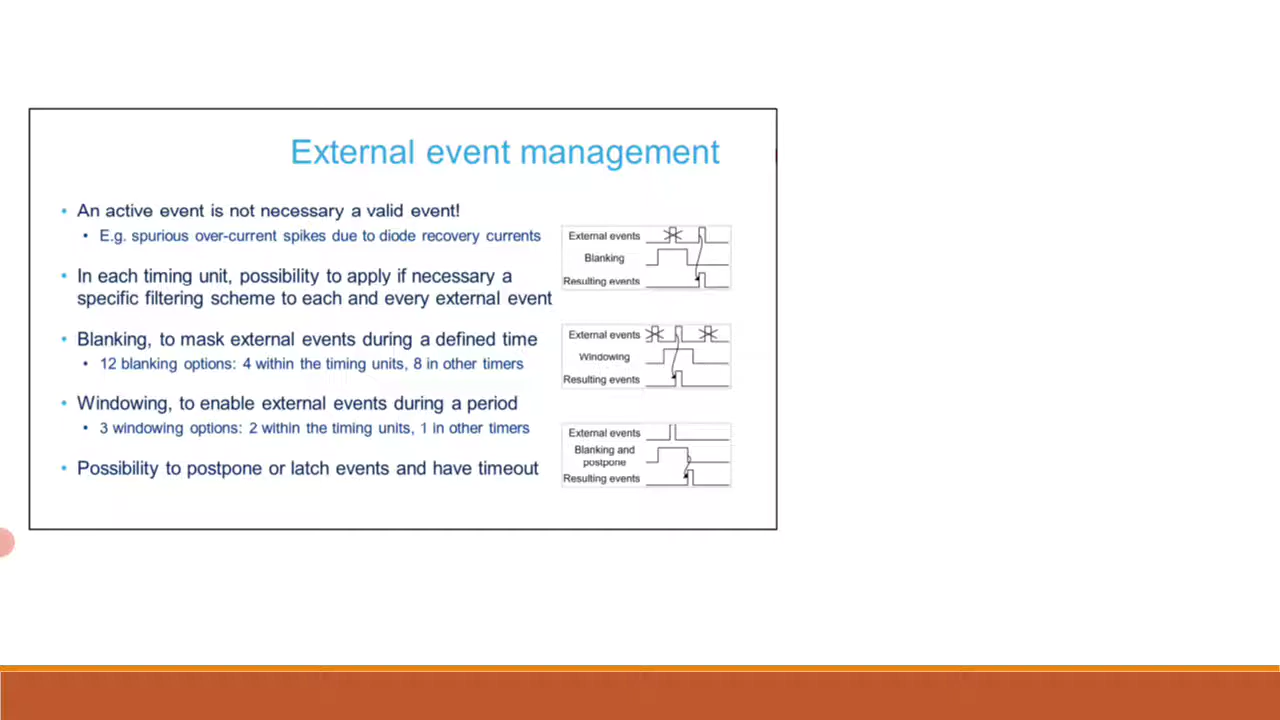 External event management
• An active event is not necessary a valid event!
• E.g. spurious over-current spikes due to diode recovery currents
• In each timing unit, possibility to apply if necessary a
specific filtering scheme to each and every external event
• Blanking, to mask external events during a defined time
• 12 blanking options: 4 within the timing units, 8 in other timers
• Windowing, to enable external events during a period
• 3 windowing options: 2 within the timing units, 1 in other timers
• Possibility to postpone or latch events and have timeout
External events
Blanking
Resulting events
External events
Windowing
Resulting events
External events
Blanking and
postpone
Resulting events